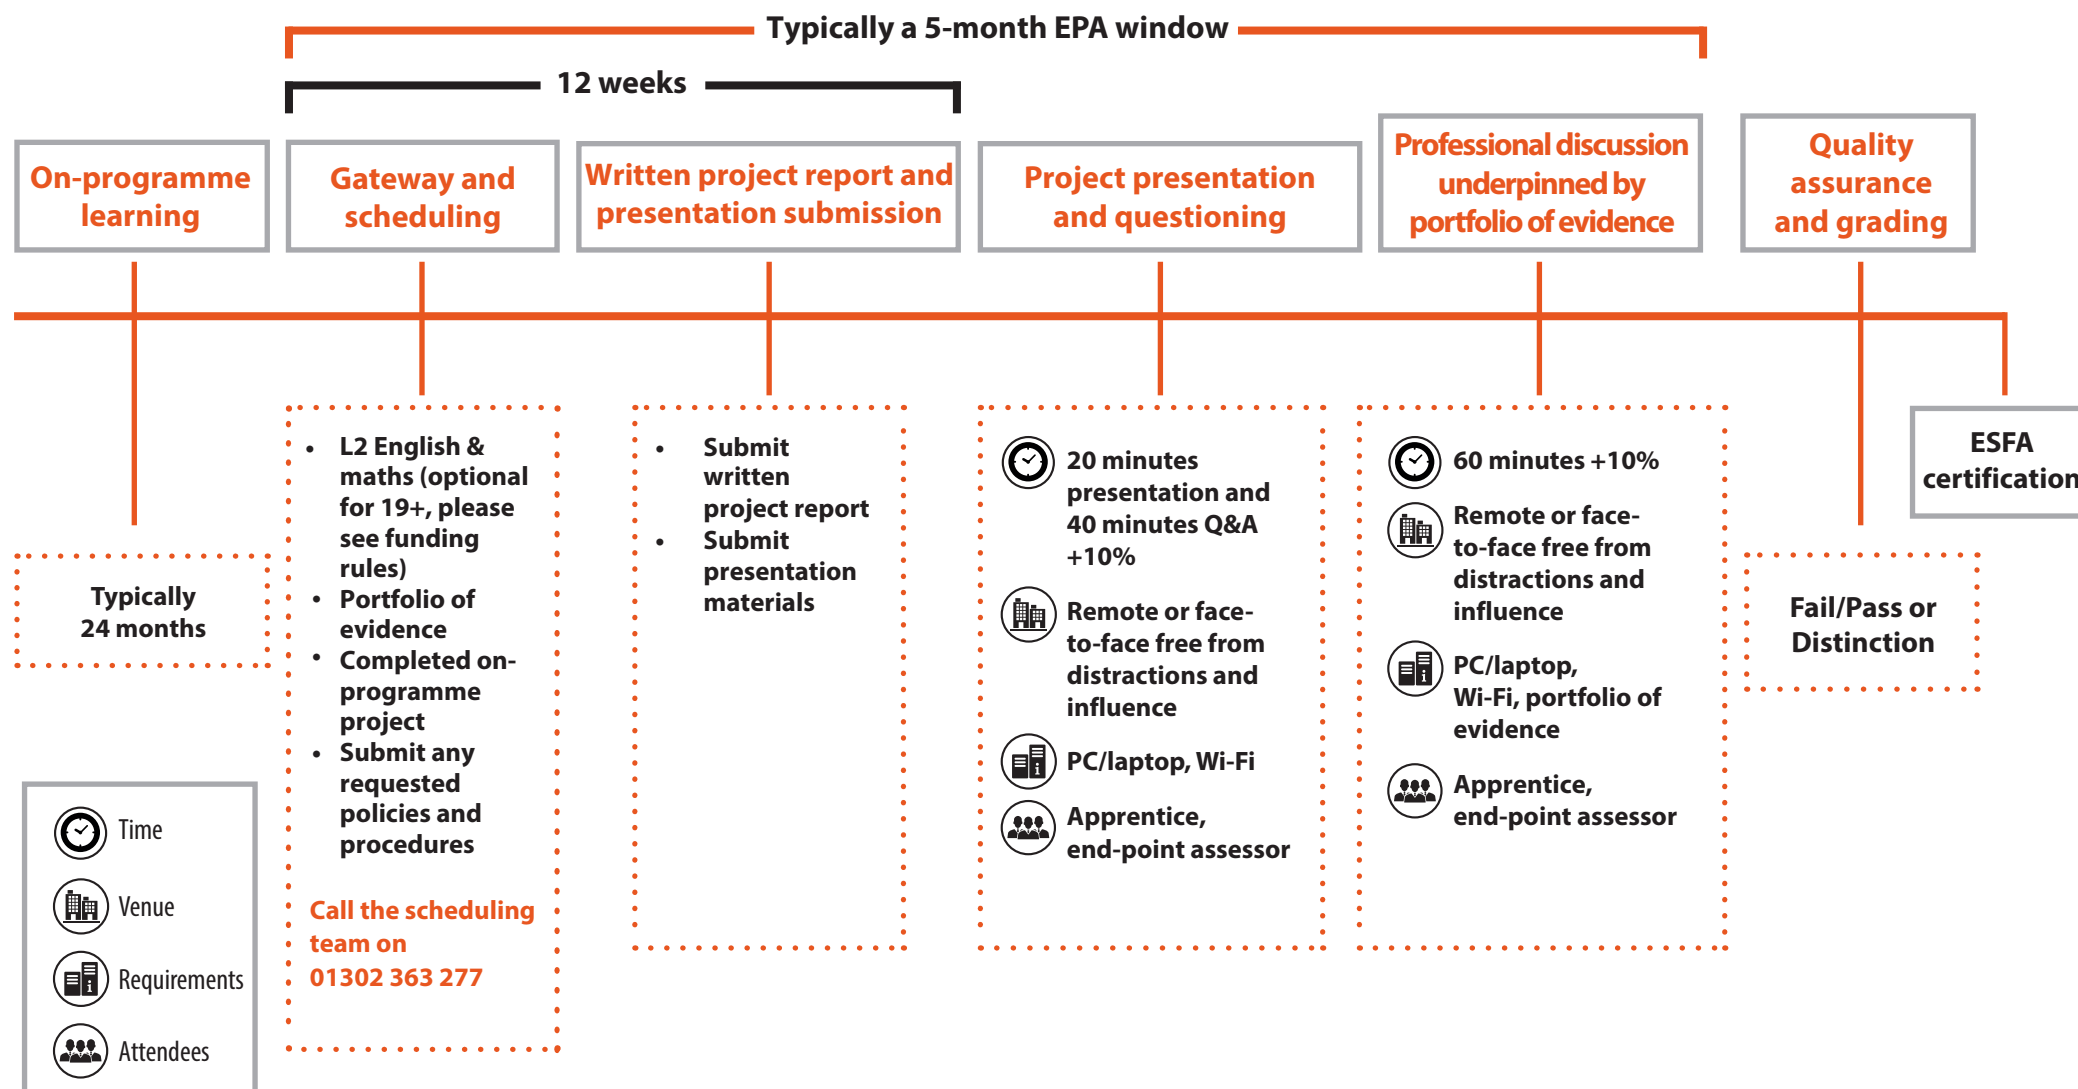 Typically a 5-month EPA window
12 weeks
On-programme
learning
Gateway and
scheduling
Written project report and
presentation submission
Project presentation
and questioning
Professional discussion
underpinned by
portfolio of evidence
Quality
assurance
and grading
Typically
24 months
• L2 English &
maths (optional
for 19+, please
see funding
rules)
• Portfolio of
evidence
• Completed on-
programme
project
• Submit any
requested
policies and
procedures
Call the scheduling
team on
01302 363 277
• Submit
written
project report
• Submit
presentation
materials
20 minutes
presentation and
40 minutes Q&A
+10%
Remote or face-
to-face free from
distractions and
influence
PC/laptop, Wi-Fi
Apprentice,
end-point assessor
60 minutes +10%
Remote or face-
to-face free from
distractions and
influence
PC/laptop,
Wi-Fi, portfolio of
evidence
Apprentice,
end-point assessor
Fail/Pass or
Distinction
ESFA
certification
Time
Venue
Requirements
Attendees